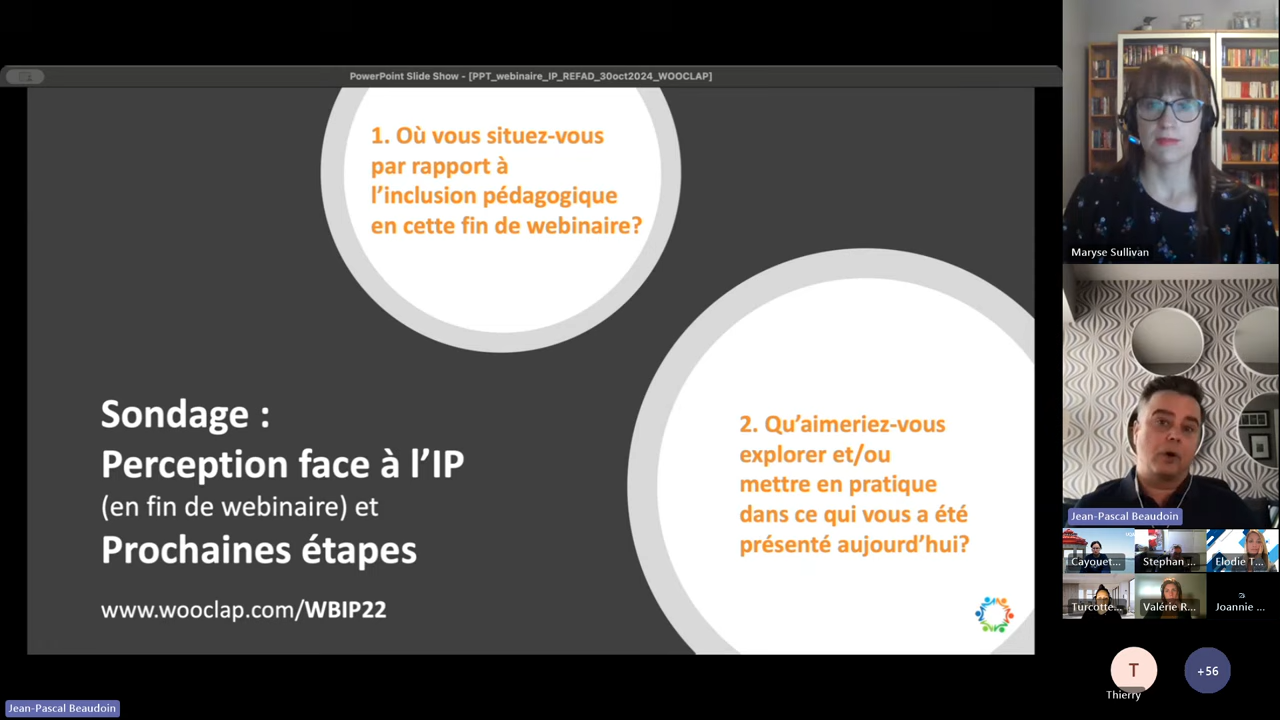 PowerPoint Slide Show - [PPT_webinaire_IP_REFAD_30oct2024_WOOCLAP]
1. Où vous situez-vous
par rapport à
l’inclusion pédagogique
en cette fin de webinaire?
Sondage :
Perception face à l’IP
(en fin de webinaire) et
Prochaines étapes
www.wooclap.com/WBIP22
2. Qu’aimeriez-vous
explorer et/ou
mettre en pratique
dans ce qui vous a été
présenté aujourd’hui?
Maryse Sullivan
Jean-Pascal Beaudoin
Cayouet...
Stephan ...
Elodie T...
Turcotte...
Valérie R...
Joannie ...
T
Thierry
+56
Jean-Pascal Beaudoin